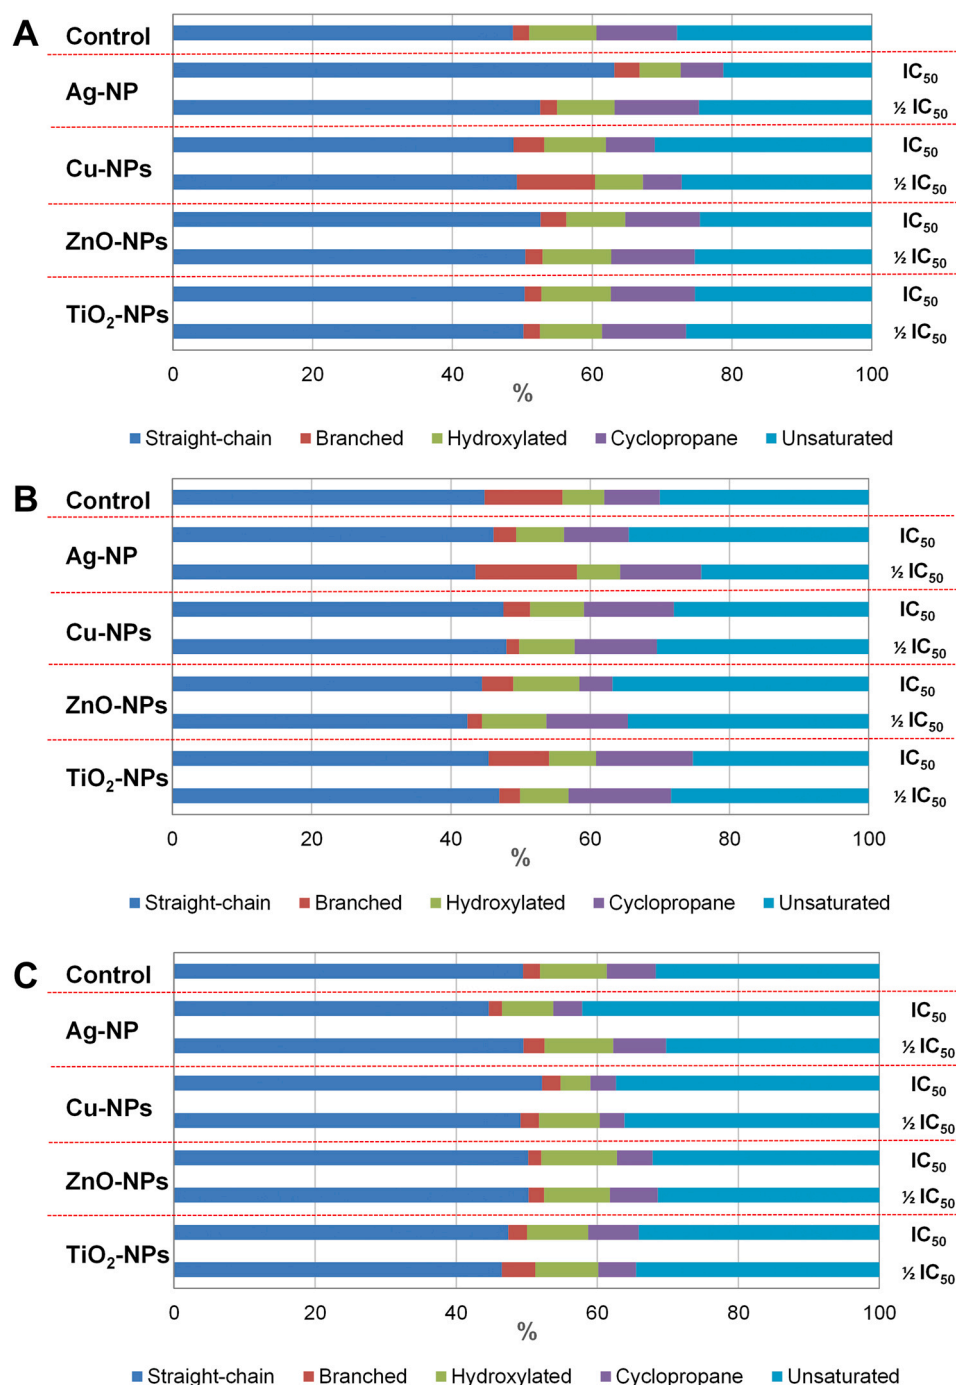 A
Control
Ag-NP
IC50
½ IC50
Cu-NPs
IC50
½ IC50
ZnO-NPs
IC50
½ IC50
TiO2-NPs
IC50
½ IC50
0 20 40 60 80 100
%
Straight-chain Branched Hydroxylated Cyclopropane Unsaturated
B
Control
Ag-NP
IC50
½ IC50
Cu-NPs
IC50
½ IC50
ZnO-NPs
IC50
½ IC50
TiO2-NPs
IC50
½ IC50
0 20 40 60 80 100
%
Straight-chain Branched Hydroxylated Cyclopropane Unsaturated
C
Control
Ag-NP
IC50
½ IC50
Cu-NPs
IC50
½ IC50
ZnO-NPs
IC50
½ IC50
TiO2-NPs
IC50
½ IC50
0 20 40 60 80 100
%
Straight-chain Branched Hydroxylated Cyclopropane Unsaturated